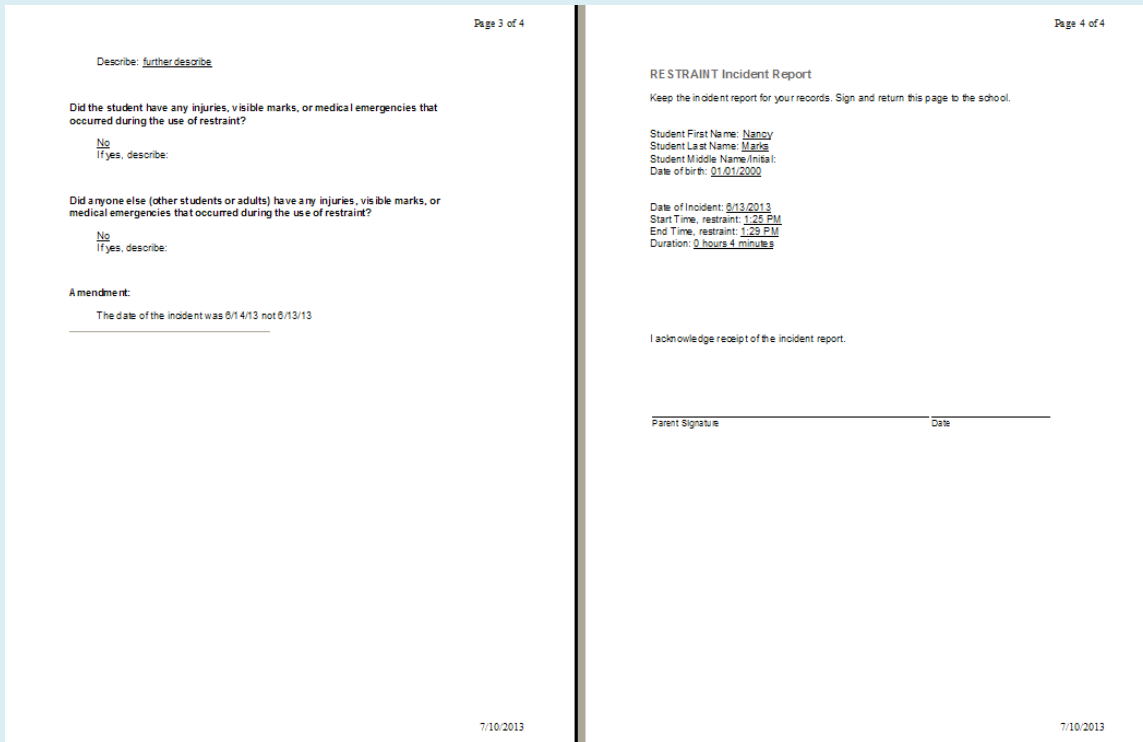 Page 3 of 4
Describe: further describe
Did the student have any injuries, visible marks, or medical emergencies that
occurred during the use of restraint?
No
If yes, describe:
Did anyone else (other students or adults) have any injuries, visible marks, or
medical emergencies that occurred during the use of restraint?
No
If yes, describe:
Amendment:
The date of the incident was 6/14/13 not 6/13/13
7/10/2013
Page 4 of 4
RESTRAINT Incident Report
Keep the incident report for your records. Sign and return this page to the school.
Student First Name: Nancy
Student Last Name: Marks
Student Middle Name/Initial:
Date of birth: 01/01/2000
Date of Incident: 6/13/2013
Start Time, restraint: 1:25 PM
End Time, restraint: 1:29 PM
Duration: 0 hours 4 minutes
I acknowledge receipt of the incident report.
Parent Signature Date
7/10/2013